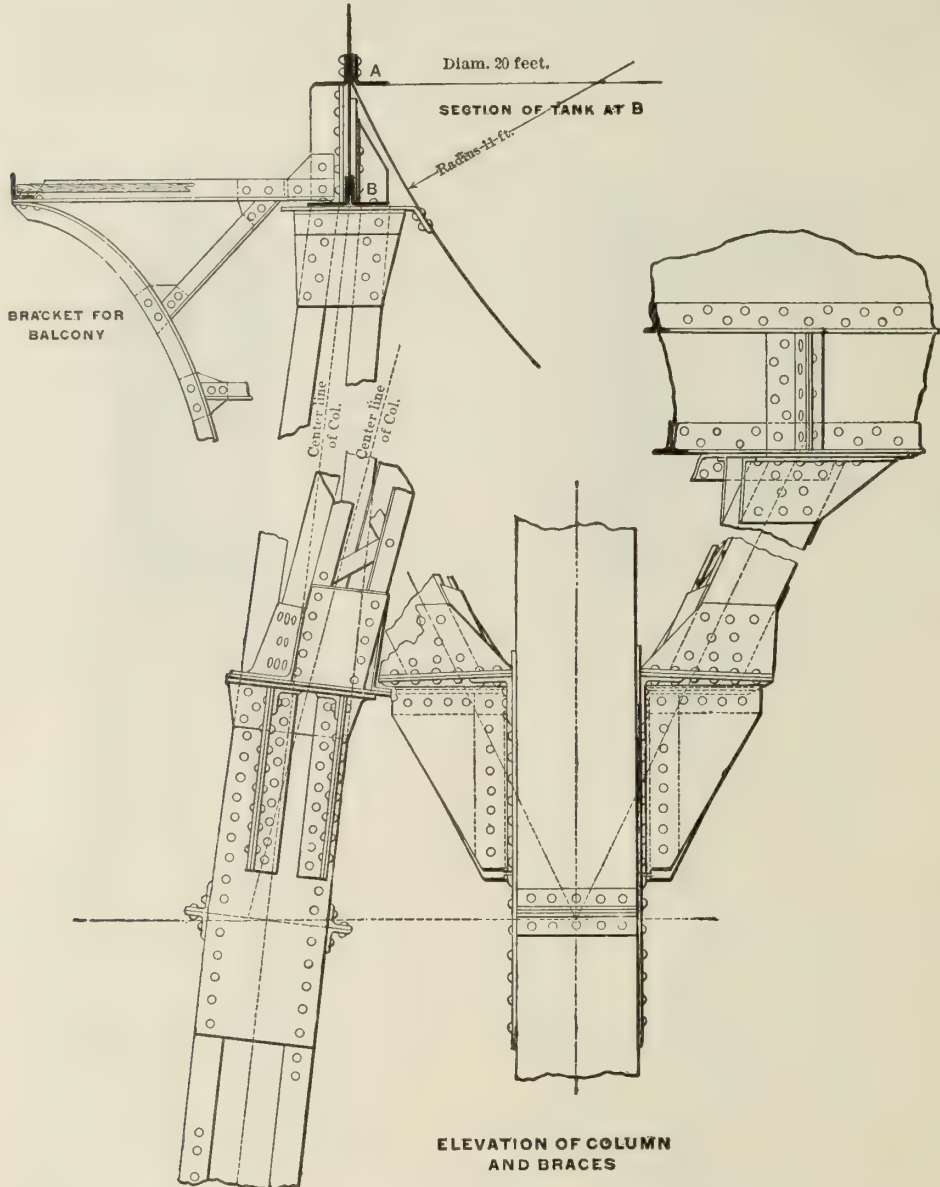 A
Diam. 20 feet.
SECTION OF TANK AT B
Radius 11 ft.
B
BRACKET FOR
BALCONY
Center line
of Col.
Center line
of Col.
ELEVATION OF COLUMN
AND BRACES